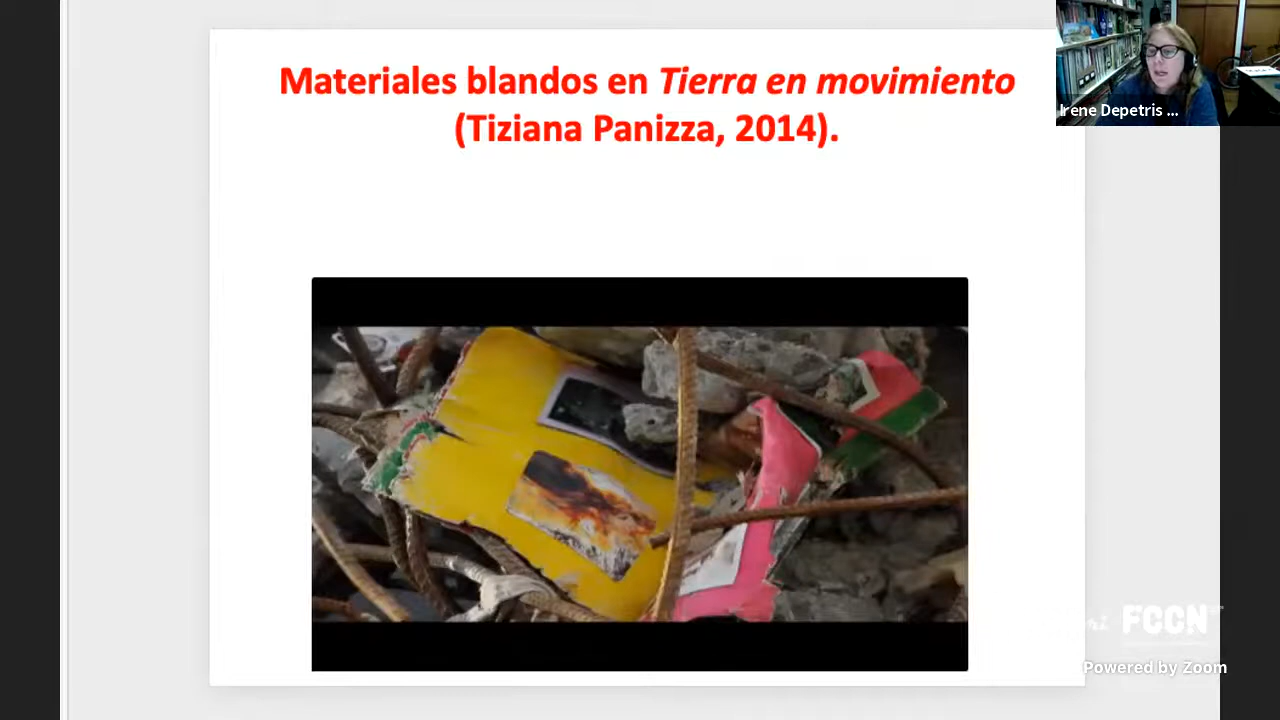 Materiales blandos en Tierra en movimiento
(Tiziana Panizza, 2014).
Irene Depetris ...
FCCN
Powered by Zoom